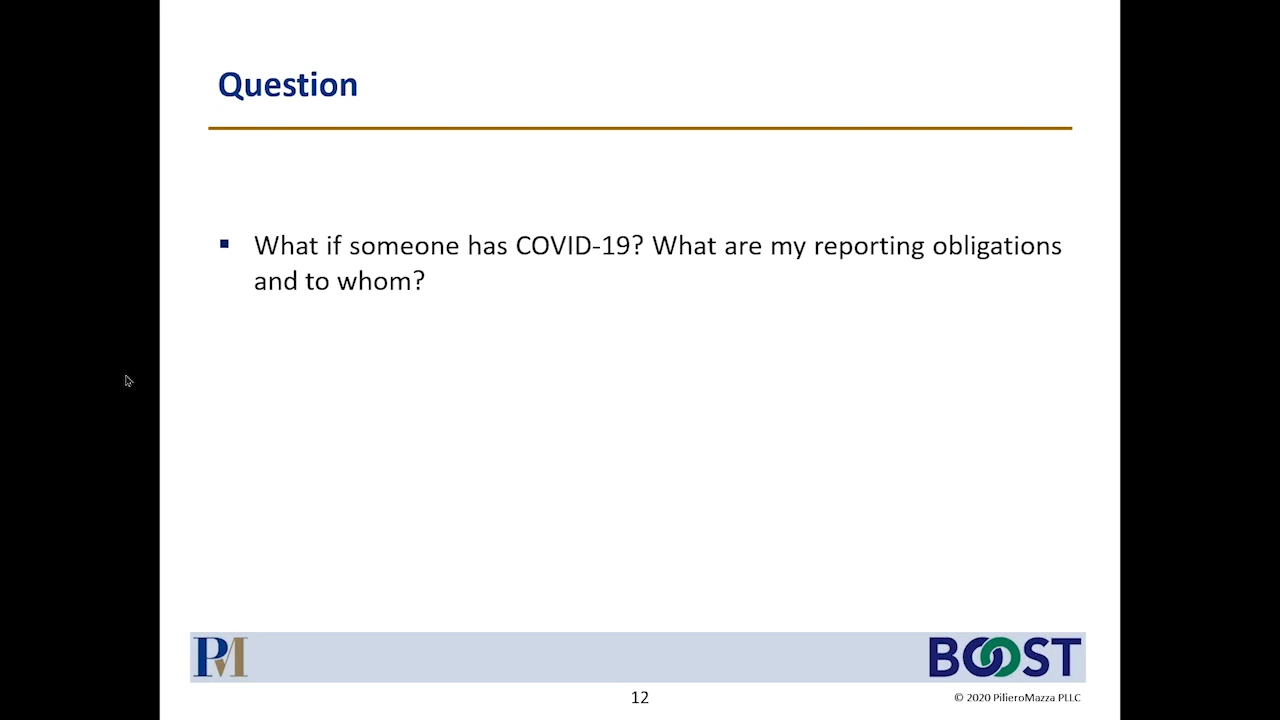 Question
What if someone has COVID-19? What are my reporting obligations
and to whom?
PM
BOOST
12
© 2020 PilieroMazza PLLC